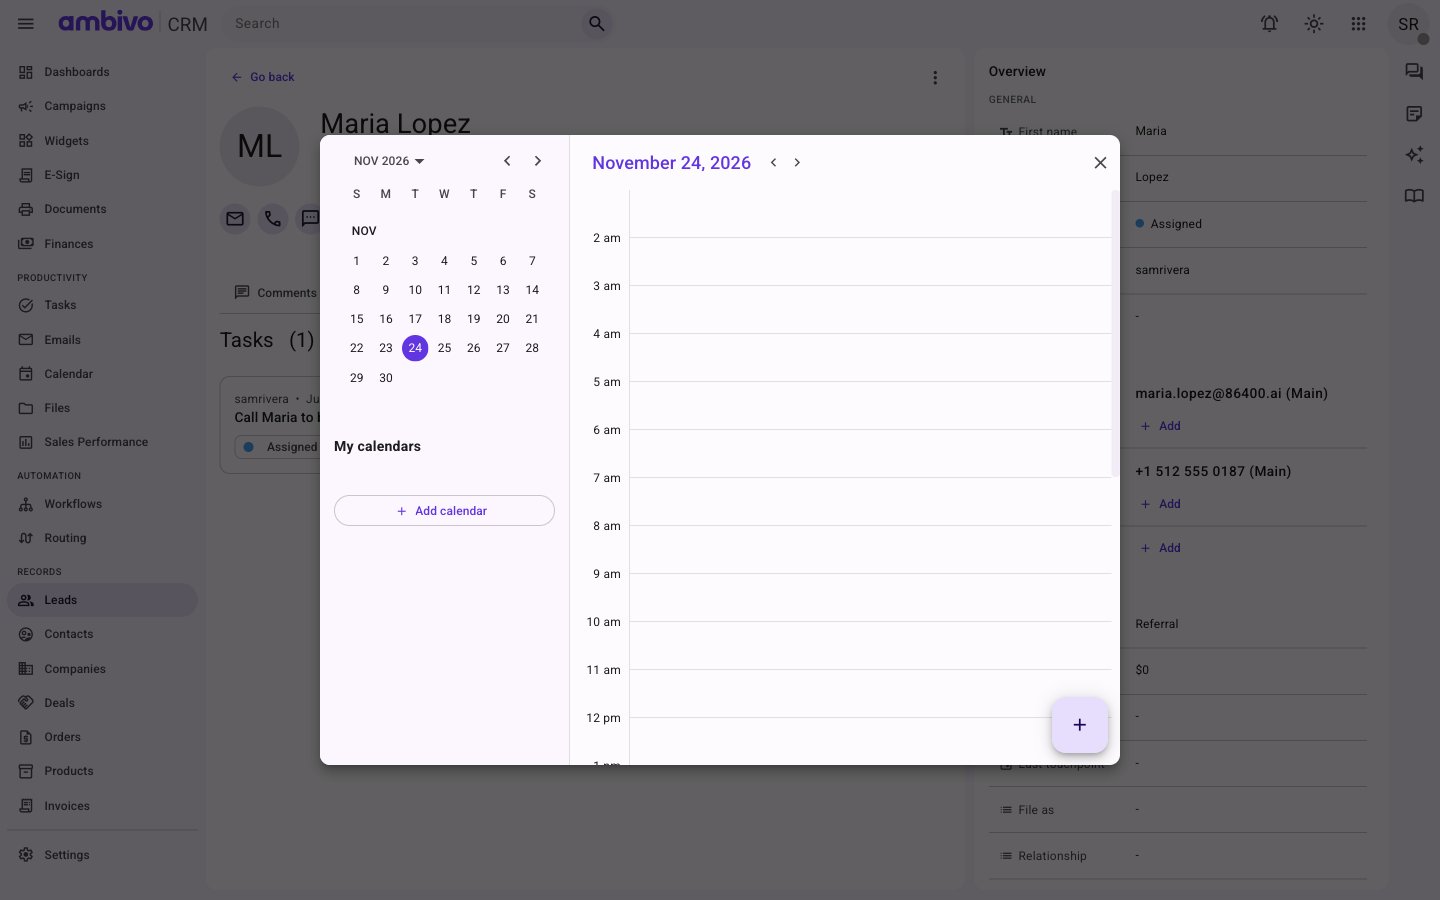 ambivo CRM
Search
SR
Dashboards
Campaigns
Widgets
E-Sign
Documents
Finances
PRODUCTIVITY
Tasks
Emails
Calendar
Files
Sales Performance
AUTOMATION
Workflows
Routing
RECORDS
Leads
Contacts
Companies
Deals
Orders
Products
Invoices
Settings
Go back
ML
Maria Lopez
Comments
Tasks (1)
samrivera • Ju
Call Maria to
Assigned
NOV 2026
S M T W T F S
NOV
1 2 3 4 5 6 7
8 9 10 11 12 13 14
15 16 17 18 19 20 21
22 23 24 25 26 27 28
29 30
My calendars
+ Add calendar
November 24, 2026
2 am
3 am
4 am
5 am
6 am
7 am
8 am
9 am
10 am
11 am
12 pm
1 pm
+
Overview
GENERAL
First name Maria
Lopez
Assigned
samrivera
-
maria.lopez@86400.ai (Main)
+ Add
+1 512 555 0187 (Main)
+ Add
+ Add
Referral
$0
-
Last touchpoint -
File as -
Relationship -